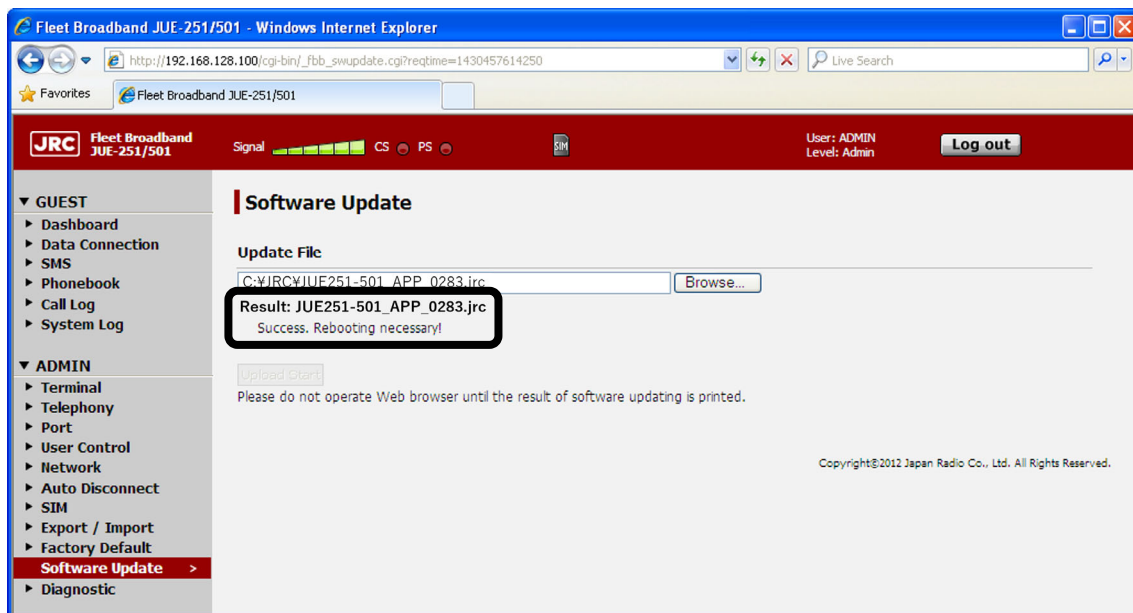 Fleet Broadband JUE-251/501 - Windows Internet Explorer
http://192.168.128.100/cgi-bin/_fbb_swupdate.cgi?reqtime=1430457614250
Live Search
Favorites
Fleet Broadband JUE-251/501
JRC
Fleet Broadband
JUE-251/501
Signal
CS
PS
SIM
User: ADMIN
Level: Admin
Log out
▼ GUEST
Dashboard
Data Connection
SMS
Phonebook
Call Log
System Log
▼ ADMIN
Terminal
Telephony
Port
User Control
Network
Auto Disconnect
SIM
Export / Import
Factory Default
Software Update >
Diagnostic
Software Update
Update File
C:¥JRC¥JUE251-501_APP_0283.jrc
Browse...
Result: JUE251-501_APP_0283.jrc
Success. Rebooting necessary!
Upload Start
Please do not operate Web browser until the result of software updating is printed.
Copyright©2012 Japan Radio Co., Ltd. All Rights Reserved.